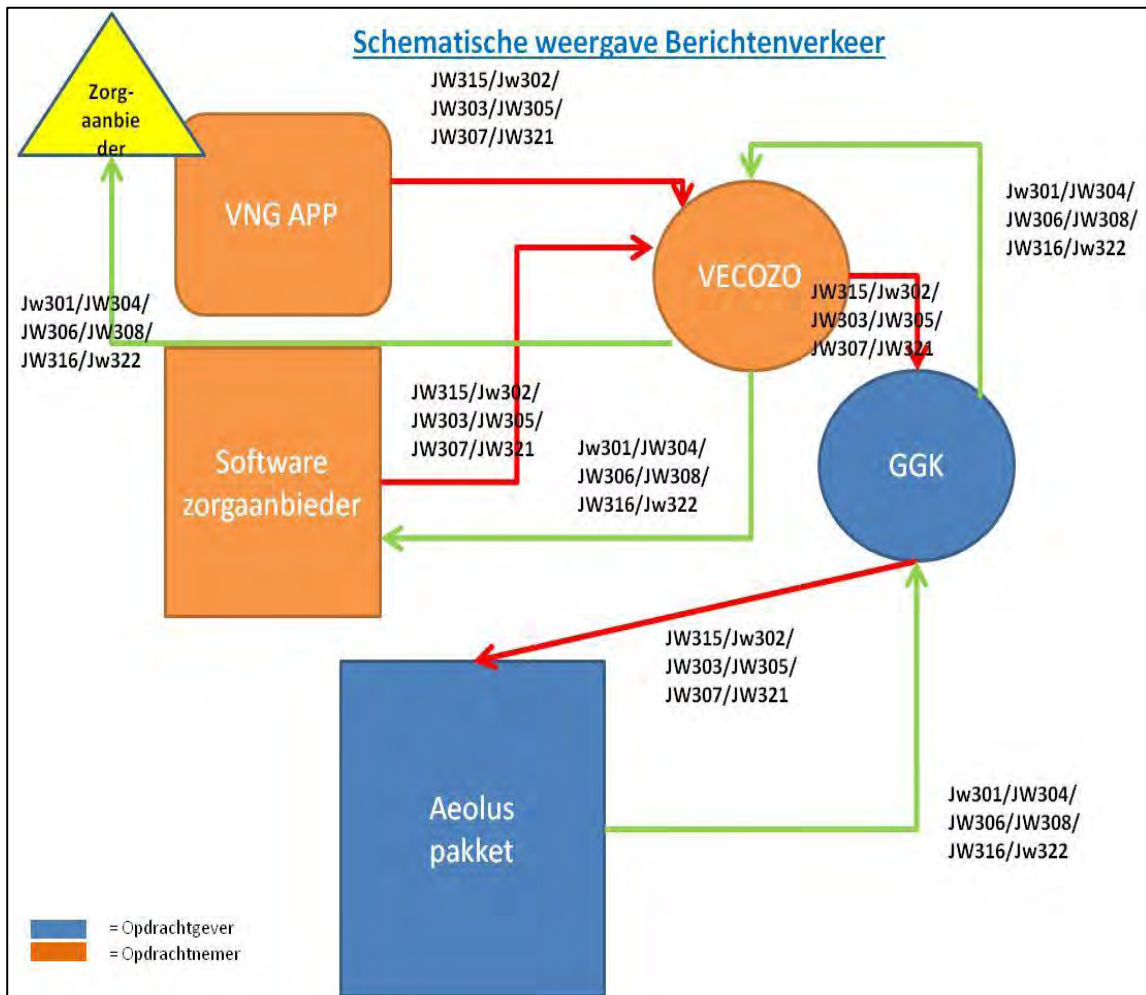 Schematische weergave Berichtenverkeer
Zorg-
aanbie
der
VNG APP
JW315/Jw302/
JW303/JW305/
JW307/JW321
VECOZO
Jw301/JW304/
JW306/JW308/
JW316/Jw322
JW315/Jw302/
JW303/JW305/
JW307/JW321
Jw301/JW304/
JW306/JW308/
JW316/Jw322
Software
zorgaanbieder
JW315/Jw302/
JW303/JW305/
JW307/JW321
Jw301/JW304/
JW306/JW308/
JW316/Jw322
GGK
JW315/Jw302/
JW303/JW305/
JW307/JW321
Aeolus
pakket
Jw301/JW304/
JW306/JW308/
JW316/Jw322
= Opdrachtgever
= Opdrachtnemer